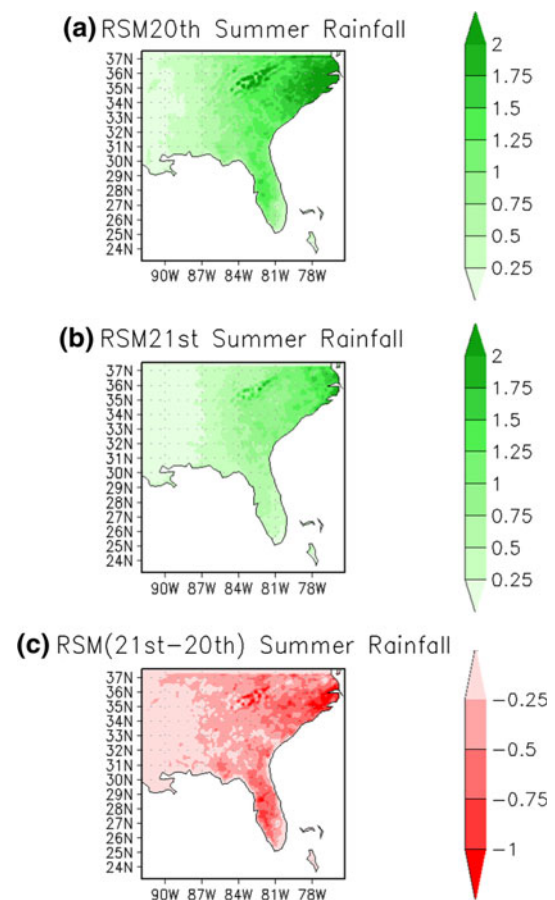 (a) RSM20th Summer Rainfall
37N
36N
35N
34N
33N
32N
31N
30N
29N
28N
27N
26N
25N
24N
90W 87W 84W 81W 78W
2
1.75
1.5
1.25
1
0.75
0.5
0.25
(b) RSM21st Summer Rainfall
37N
36N
35N
34N
33N
32N
31N
30N
29N
28N
27N
26N
25N
24N
90W 87W 84W 81W 78W
2
1.75
1.5
1.25
1
0.75
0.5
0.25
(c) RSM(21st−20th) Summer Rainfall
37N
36N
35N
34N
33N
32N
31N
30N
29N
28N
27N
26N
25N
24N
90W 87W 84W 81W 78W
−0.25
−0.5
−0.75
−1